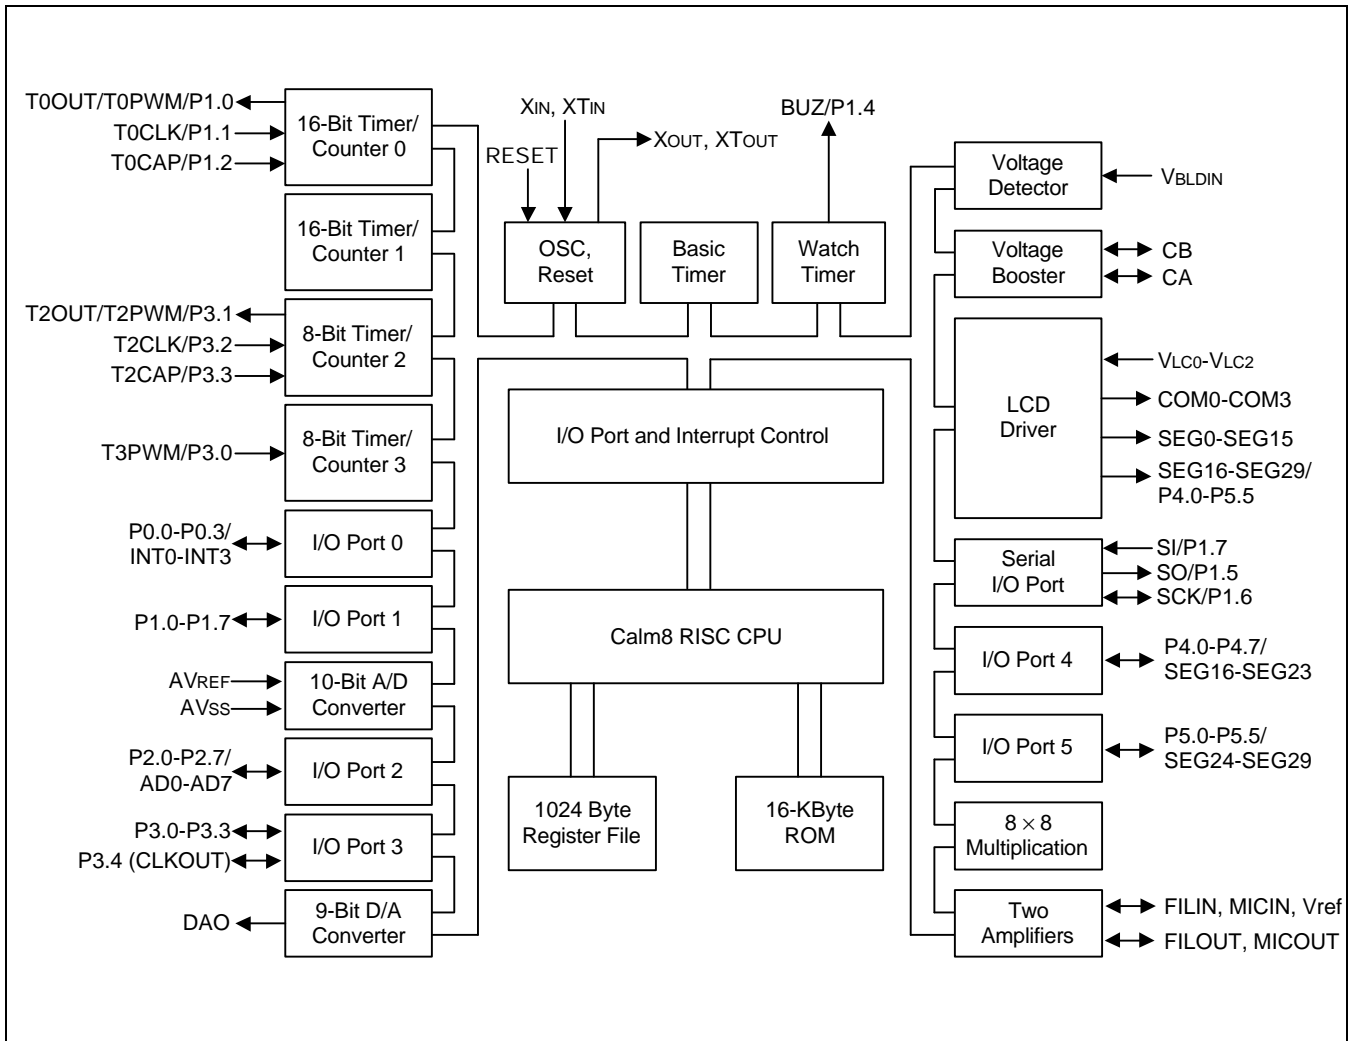 T0OUT/T0PWM/P1.0
T0CLK/P1.1
T0CAP/P1.2
16-Bit Timer/
Counter 0
16-Bit Timer/
Counter 1
T2OUT/T2PWM/P3.1
T2CLK/P3.2
T2CAP/P3.3
8-Bit Timer/
Counter 2
T3PWM/P3.0
8-Bit Timer/
Counter 3
P0.0-P0.3/
INT0-INT3
I/O Port 0
P1.0-P1.7
I/O Port 1
AVREF
AVSS
10-Bit A/D
Converter
P2.0-P2.7/
AD0-AD7
I/O Port 2
P3.0-P3.3
P3.4 (CLKOUT)
I/O Port 3
DAO
9-Bit D/A
Converter
XIN, XTIN
RESET
XOUT, XTOUT
BUZ/P1.4
OSC,
Reset
Basic
Timer
Watch
Timer
I/O Port and Interrupt Control
Calm8 RISC CPU
1024 Byte
Register File
16-KByte
ROM
Voltage
Detector
VBLDIN
Voltage
Booster
CB
CA
LCD
Driver
VLC0-VLC2
COM0-COM3
SEG0-SEG15
SEG16-SEG29/
P4.0-P5.5
Serial
I/O Port
SI/P1.7
SO/P1.5
SCK/P1.6
I/O Port 4
P4.0-P4.7/
SEG16-SEG23
I/O Port 5
P5.0-P5.5/
SEG24-SEG29
8 × 8
Multiplication
Two
Amplifiers
FILIN, MICIN, Vref
FILOUT, MICOUT